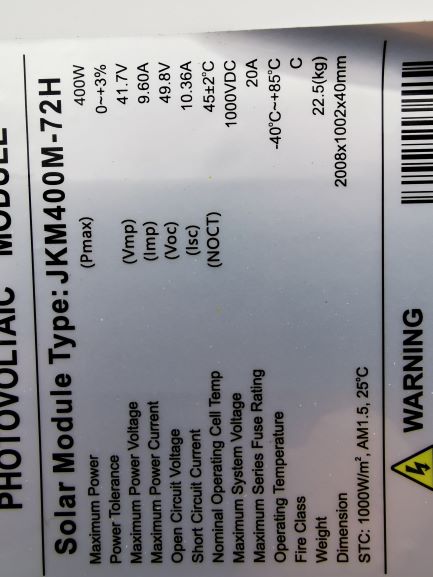 PHOTOVOLTAIC MODULE
Solar Module Type: JKM400M-72H
Maximum Power (Pmax) 400W
Power Tolerance 0~+3%
Maximum Power Voltage (Vmp) 41.7V
Maximum Power Current (Imp) 9.60A
Open Circuit Voltage (Voc) 49.8V
Short Circuit Current (Isc) 10.36A
Nominal Operating Cell Temp (NOCT) 45±2°C
Maximum System Voltage 1000VDC
Maximum Series Fuse Rating 20A
Operating Temperature -40°C~+85°C
Fire Class C
Weight 22.5(kg)
Dimension 2008x1002x40mm
STC: 1000W/m², AM1.5, 25°C
WARNING